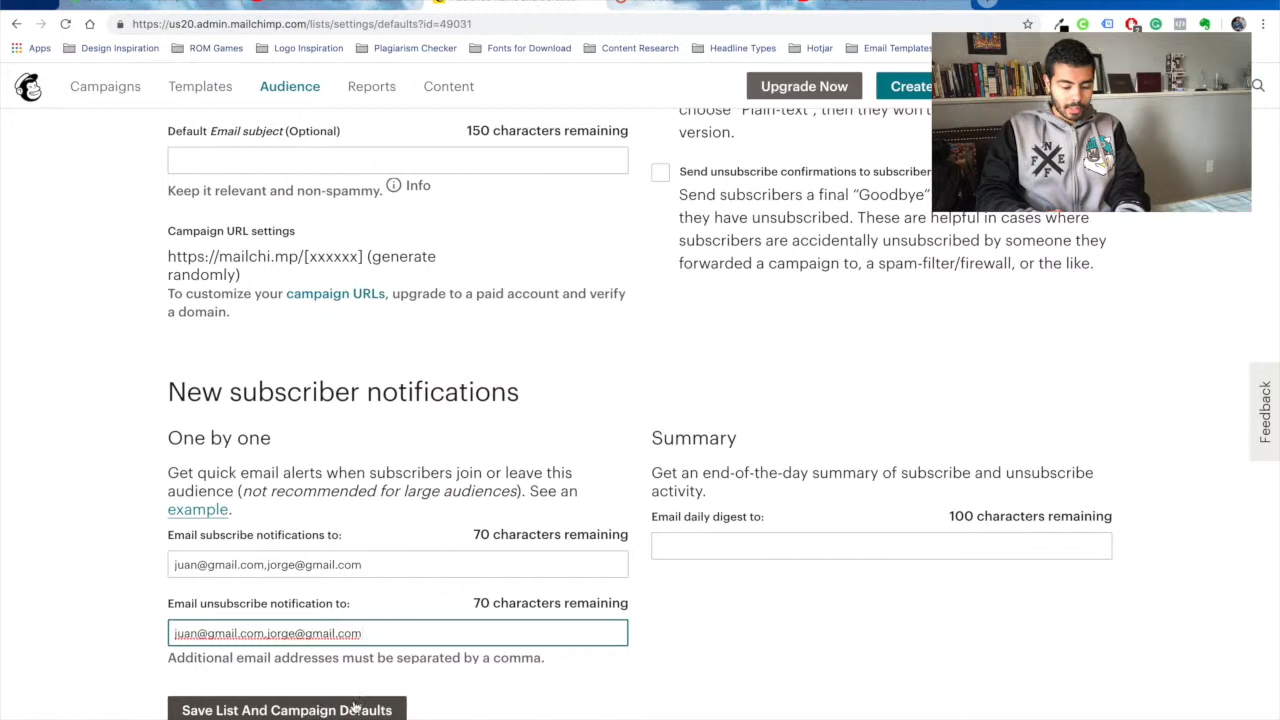 https://us20.admin.mailchimp.com/lists/settings/defaults?id=49031
Apps Design Inspiration ROM Games Logo Inspiration Plagiarism Checker Fonts for Download Content Research Headline Types Hotjar Email Templates
Campaigns Templates Audience Reports Content Upgrade Now Create
choose "Plain-text", then they won't
version.
Default Email subject (Optional) 150 characters remaining
Keep it relevant and non-spammy. Info
Send unsubscribe confirmations to subscriber
Send subscribers a final “Goodbye”
they have unsubscribed. These are helpful in cases where
subscribers are accidentally unsubscribed by someone they
forwarded a campaign to, a spam-filter/firewall, or the like.
Campaign URL settings
https://mailchi.mp/[xxxxxx] (generate
randomly)
To customize your campaign URLs, upgrade to a paid account and verify
a domain.
New subscriber notifications
One by one
Get quick email alerts when subscribers join or leave this
audience (not recommended for large audiences). See an
example.
Email subscribe notifications to: 70 characters remaining
juan@gmail.com,jorge@gmail.com
Email unsubscribe notification to: 70 characters remaining
juan@gmail.com,jorge@gmail.com
Additional email addresses must be separated by a comma.
Save List And Campaign Defaults
Summary
Get an end-of-the-day summary of subscribe and unsubscribe
activity.
Email daily digest to: 100 characters remaining
Feedback
N
E F
F